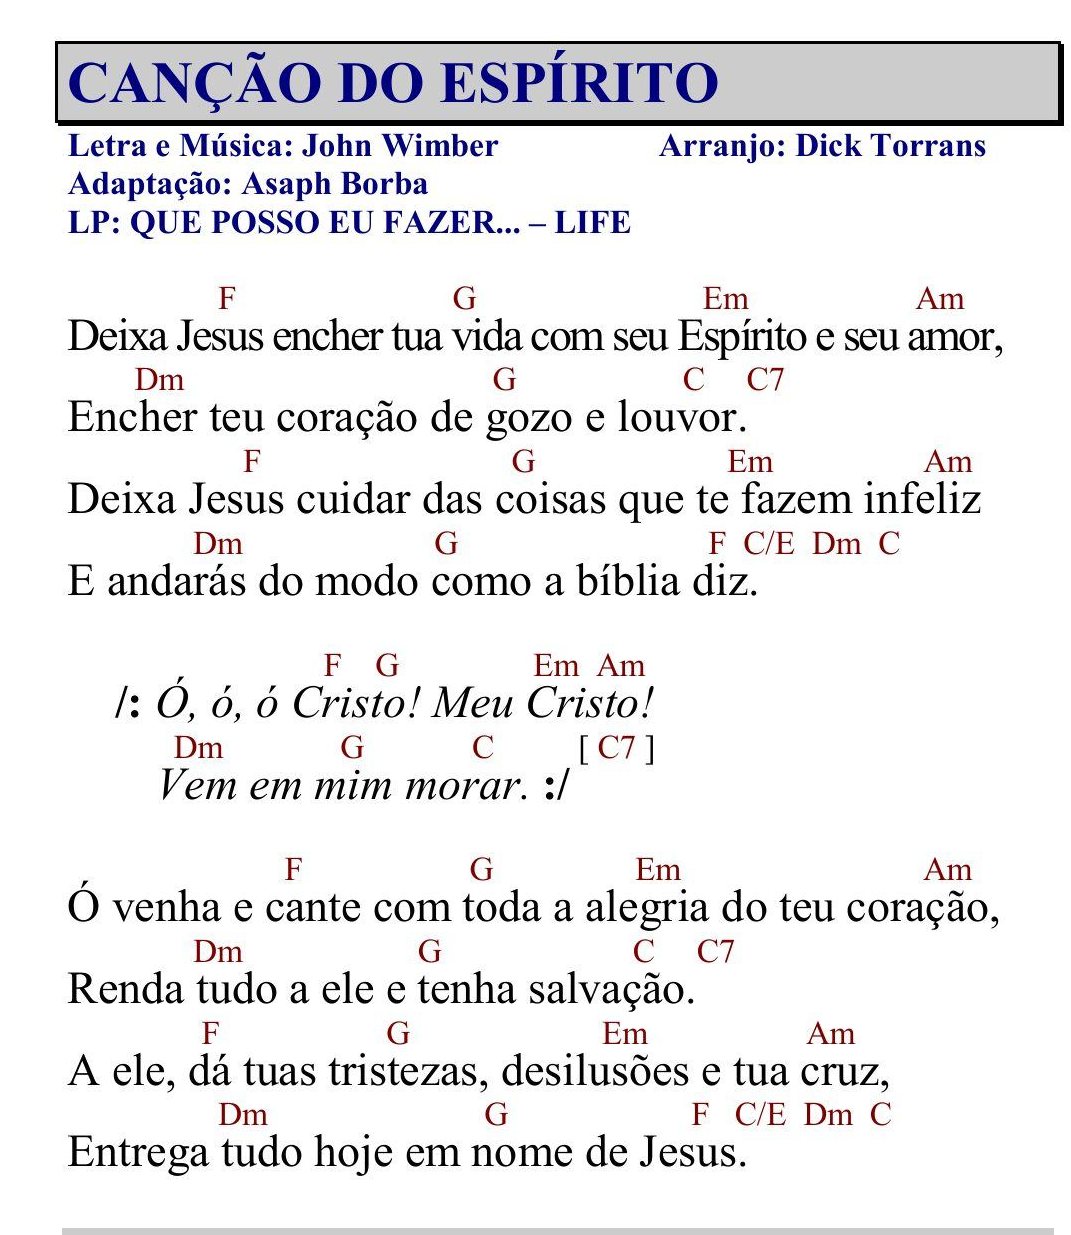 CANÇÃO DO ESPÍRITO
Letra e Música: John Wimber Arranjo: Dick Torrans
Adaptação: Asaph Borba
LP: QUE POSSO EU FAZER... – LIFE
F G Em Am
Deixa Jesus encher tua vida com seu Espírito e seu amor,
Dm G C C7
Encher teu coração de gozo e louvor.
F G Em Am
Deixa Jesus cuidar das coisas que te fazem infeliz
Dm G F C/E Dm C
E andarás do modo como a bíblia diz.
F G Em Am
/: Ó, ó, ó Cristo! Meu Cristo!
Dm G C [ C7 ]
Vem em mim morar. :/
F G Em Am
Ó venha e cante com toda a alegria do teu coração,
Dm G C C7
Renda tudo a ele e tenha salvação.
F G Em Am
A ele, dá tuas tristezas, desilusões e tua cruz,
Dm G F C/E Dm C
Entrega tudo hoje em nome de Jesus.